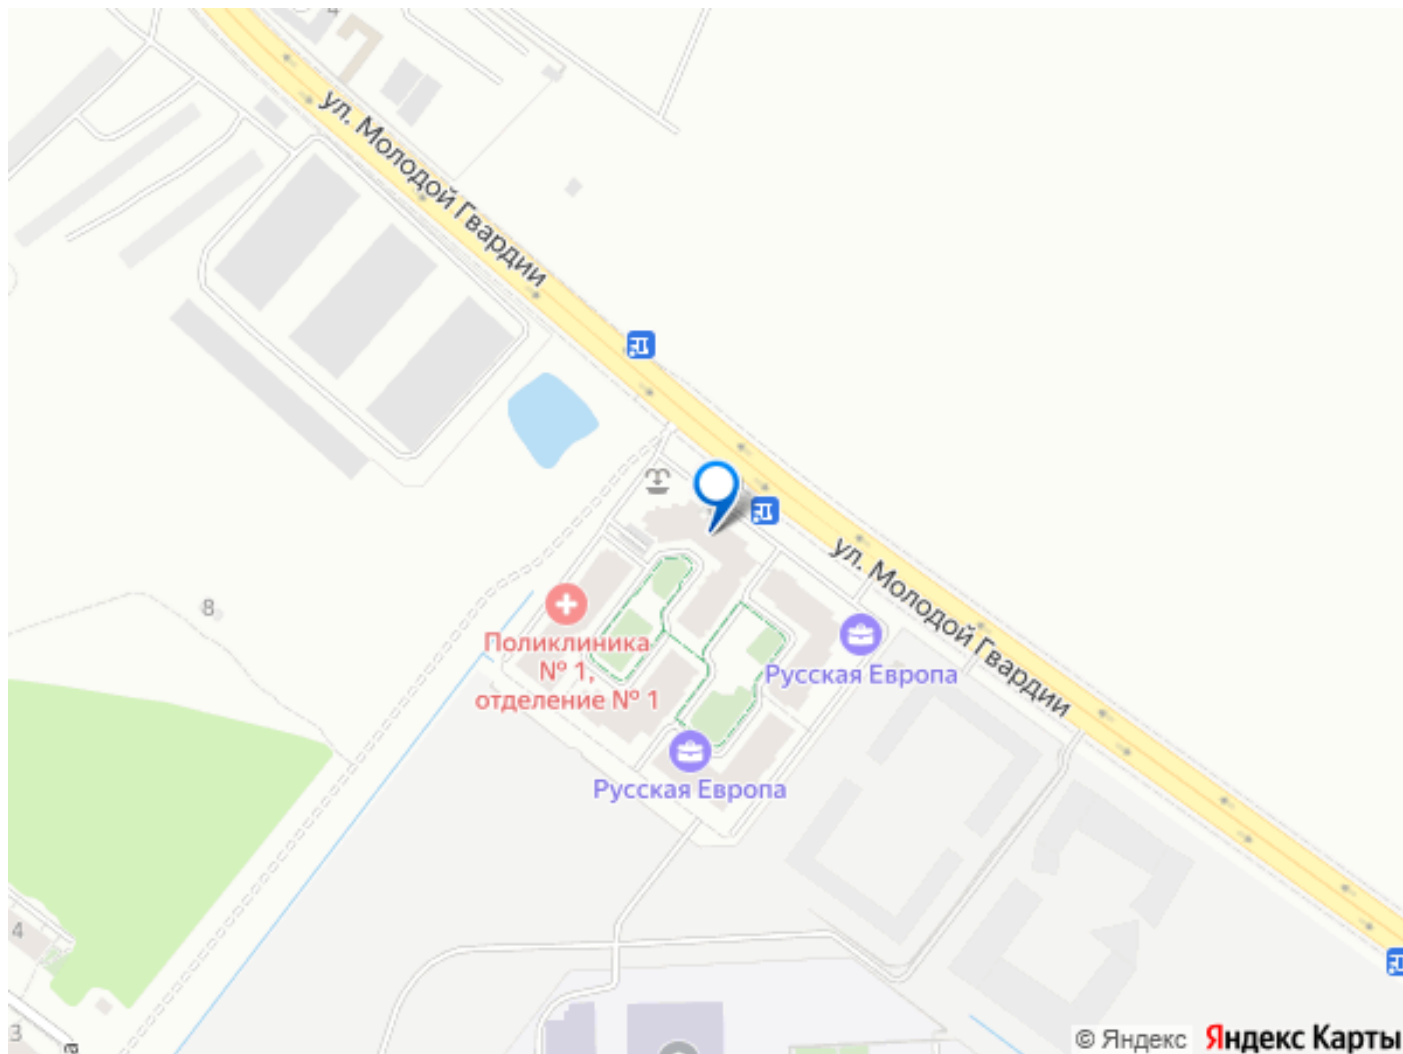 4
ул. Молодой Гвардии
8
Поликлиника
№ 1,
отделение № 1
ул. Молодой Гвардии
Русская Европа
Русская Европа
4
3
а
© Яндекс Яндекс Карты